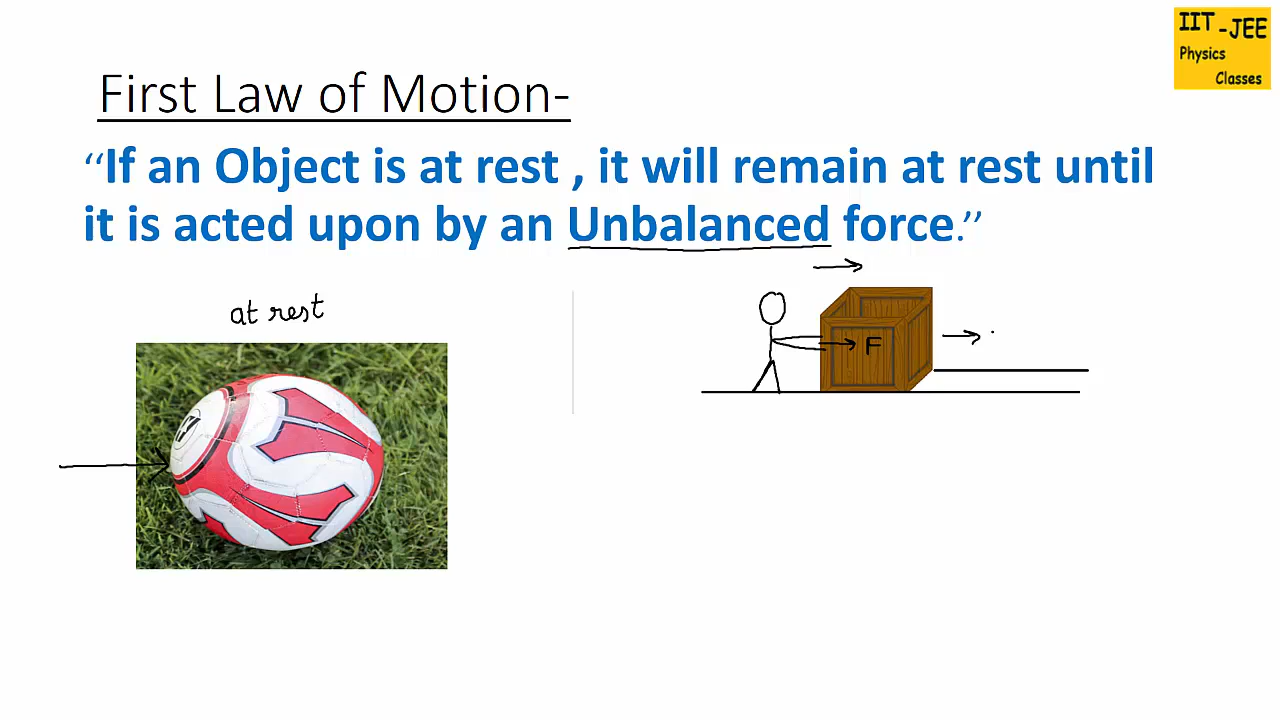 IIT-JEE
Physics
Classes
First Law of Motion-
“If an Object is at rest , it will remain at rest until
it is acted upon by an Unbalanced force.”
at rest
F